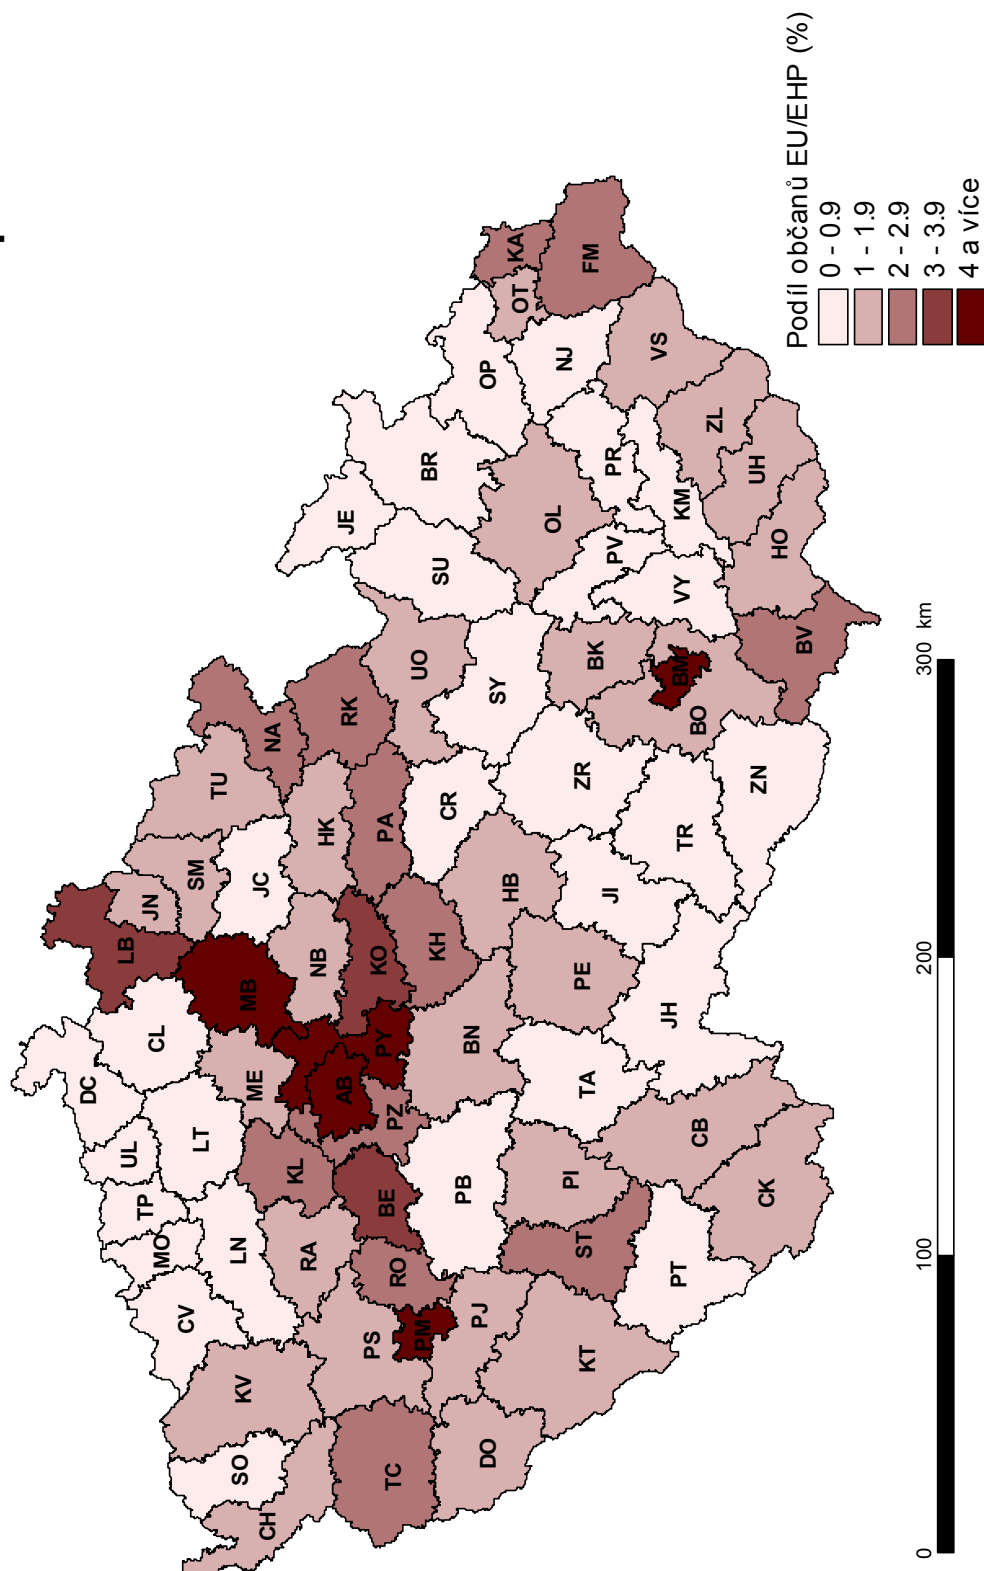 Podíl občanů EU/EHP (%)
0 - 0.9
1 - 1.9
2 - 2.9
3 - 3.9
4 a více
DC
LB
JN
CL
UL
TP
MO
LT
SM
TU
CV
LN
ME
MB
JC
NA
KV
SO
CH
RA
KL
AB
NB
HK
RK
JE
BR
SU
OP
KA
OT
FM
NJ
PS
RO
BE
PZ
PY
KO
PA
UO
TC
PM
KH
CR
SY
OL
PR
VS
DO
PJ
PB
BN
HB
BK
PV
KM
ZL
KT
ST
PI
TA
PE
JI
ZR
BM
BO
VY
UH
HO
PT
CB
JH
TR
ZN
BV
CK
0
100
200
300 km